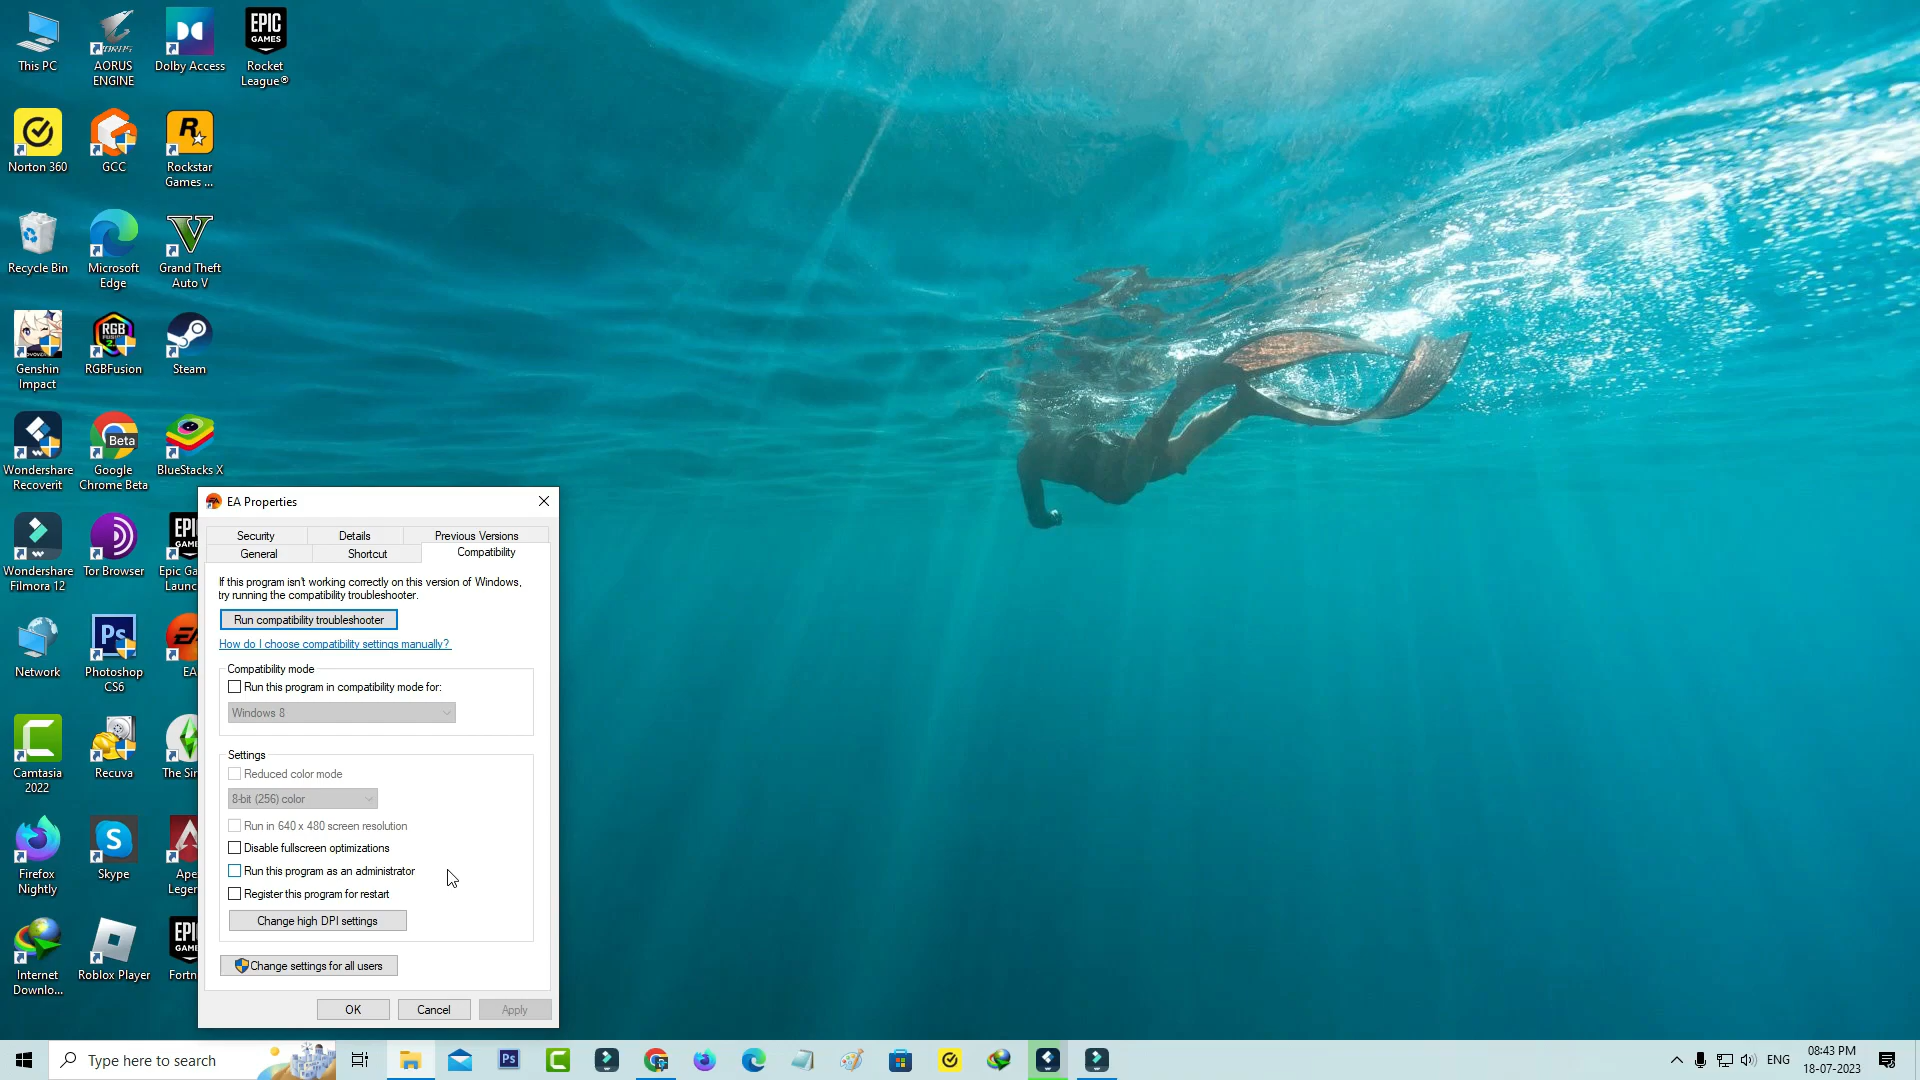 This PC
AORUS
ENGINE
Dolby Access
EPIC
GAMES
Rocket
League®
Norton 360
GCC
Rockstar
Games ...
Recycle Bin
Microsoft
Edge
Grand Theft
Auto V
Genshin
Impact
RGB
RGBFusion
Steam
Wondershare
Recoverit
Beta
Google
Chrome Beta
BlueStacks X
Wondershare
Filmora 12
Tor Browser
EPIC
GAM
Epic Ga
Launc
Network
Ps
Photoshop
CS6
EA
Camtasia
2022
Recuva
The Sir
Firefox
Nightly
Skype
Ape
Leger
Internet
Downlo...
Roblox Player
EPIC
GAM
Fortn
EA Properties
Security
Details
Previous Versions
General
Shortcut
Compatibility
If this program isn't working correctly on this version of Windows,
try running the compatibility troubleshooter.
Run compatibility troubleshooter
How do I choose compatibility settings manually?
Compatibility mode
Run this program in compatibility mode for:
Windows 8
Settings
Reduced color mode
8-bit (256) color
Run in 640 x 480 screen resolution
Disable fullscreen optimizations
Run this program as an administrator
Register this program for restart
Change high DPI settings
Change settings for all users
OK
Cancel
Apply
Type here to search
Ps
ENG
08:43 PM
18-07-2023